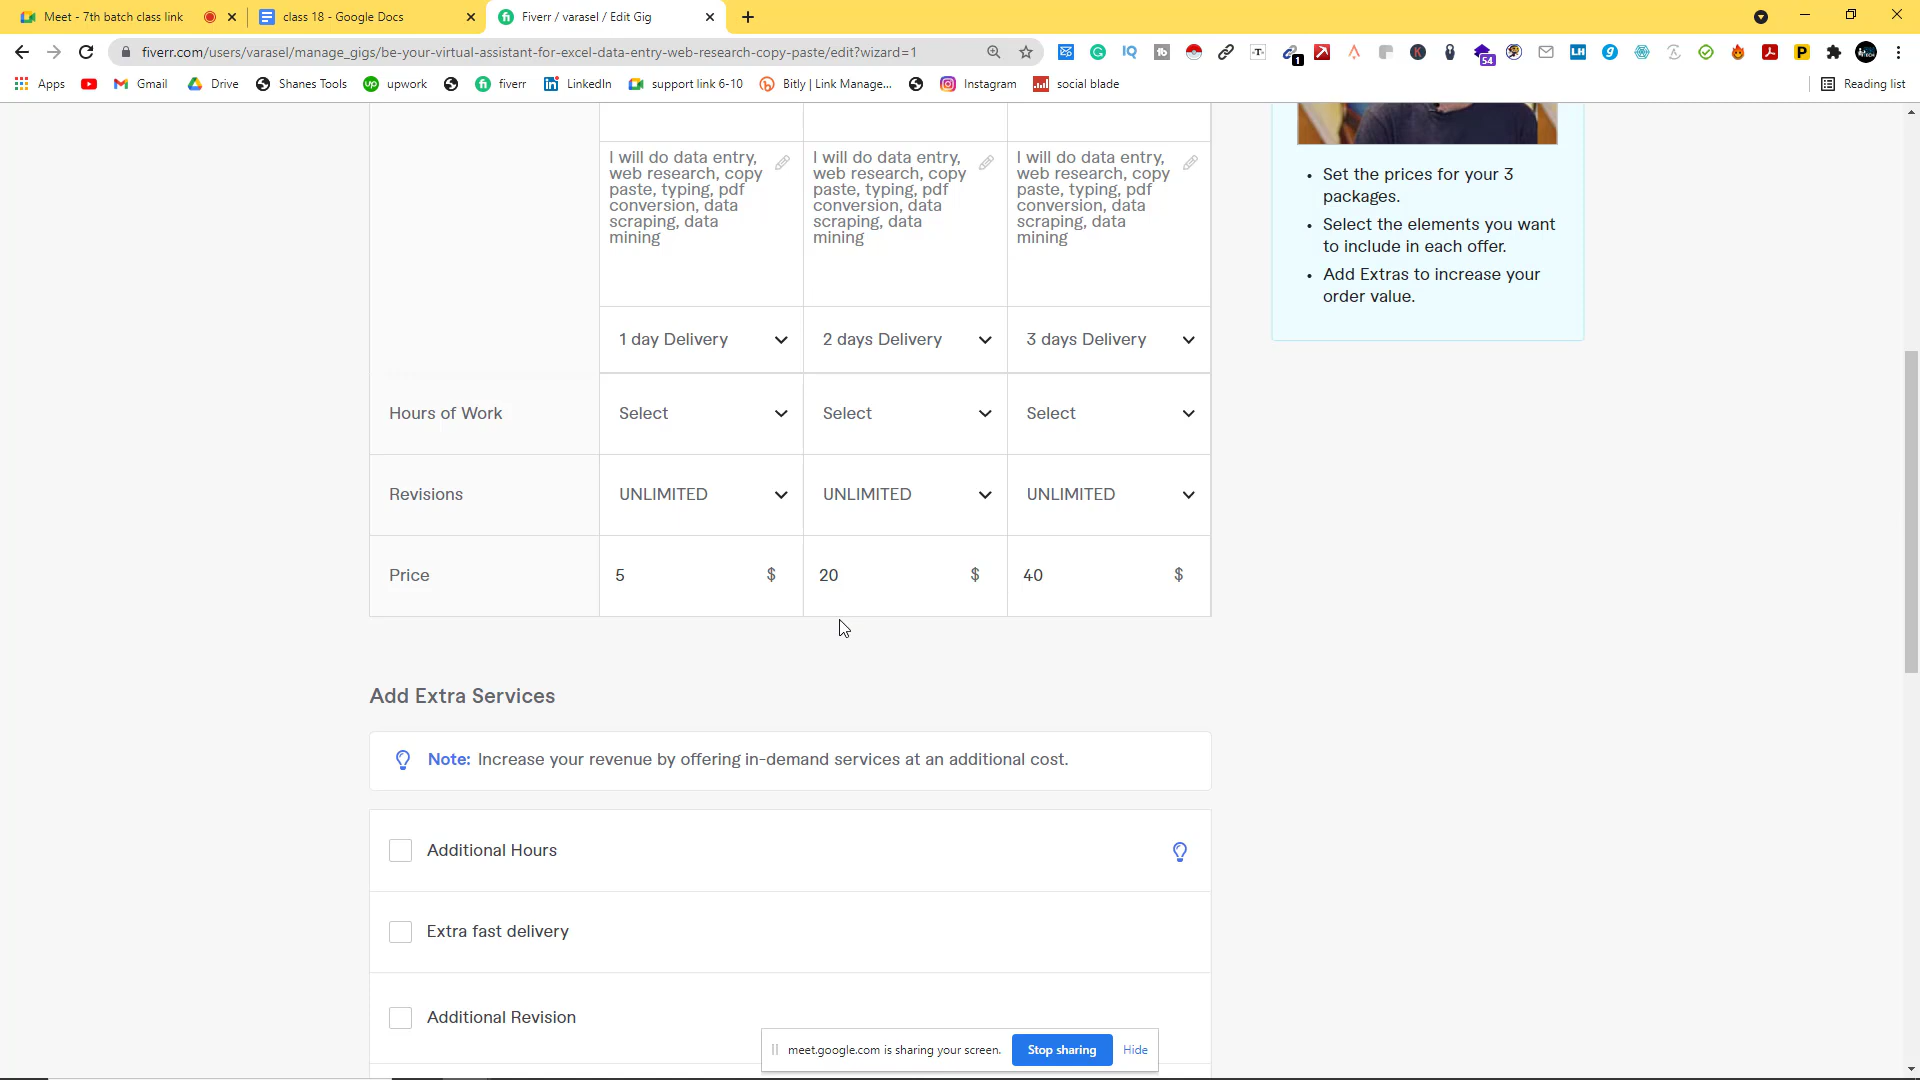 Meet - 7th batch class link
class 18 - Google Docs
Fiverr / varasel / Edit Gig
fiverr.com/users/varasel/manage_gigs/be-your-virtual-assistant-for-excel-data-entry-web-research-copy-paste/edit?wizard=1
Apps
Gmail
Drive
Shanes Tools
upwork
fiverr
LinkedIn
support link 6-10
Bitly | Link Manage...
Instagram
social blade
Reading list
I will do data entry,
web research, copy
paste, typing, pdf
conversion, data
scraping, data
mining
I will do data entry,
web research, copy
paste, typing, pdf
conversion, data
scraping, data
mining
I will do data entry,
web research, copy
paste, typing, pdf
conversion, data
scraping, data
mining
1 day Delivery
2 days Delivery
3 days Delivery
Hours of Work
Select
Select
Select
Revisions
UNLIMITED
UNLIMITED
UNLIMITED
Price
5 $
20 $
40 $
Set the prices for your 3
packages.
Select the elements you want
to include in each offer.
Add Extras to increase your
order value.
Add Extra Services
Note: Increase your revenue by offering in-demand services at an additional cost.
Additional Hours
Extra fast delivery
Additional Revision
meet.google.com is sharing your screen.
Stop sharing
Hide